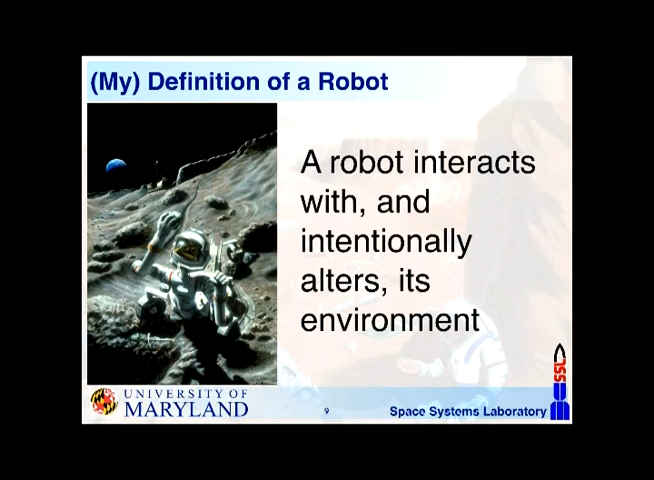 (My) Definition of a Robot
A robot interacts
with, and
intentionally
alters, its
environment
UNIVERSITY OF
MARYLAND
9
Space Systems Laboratory
SSL